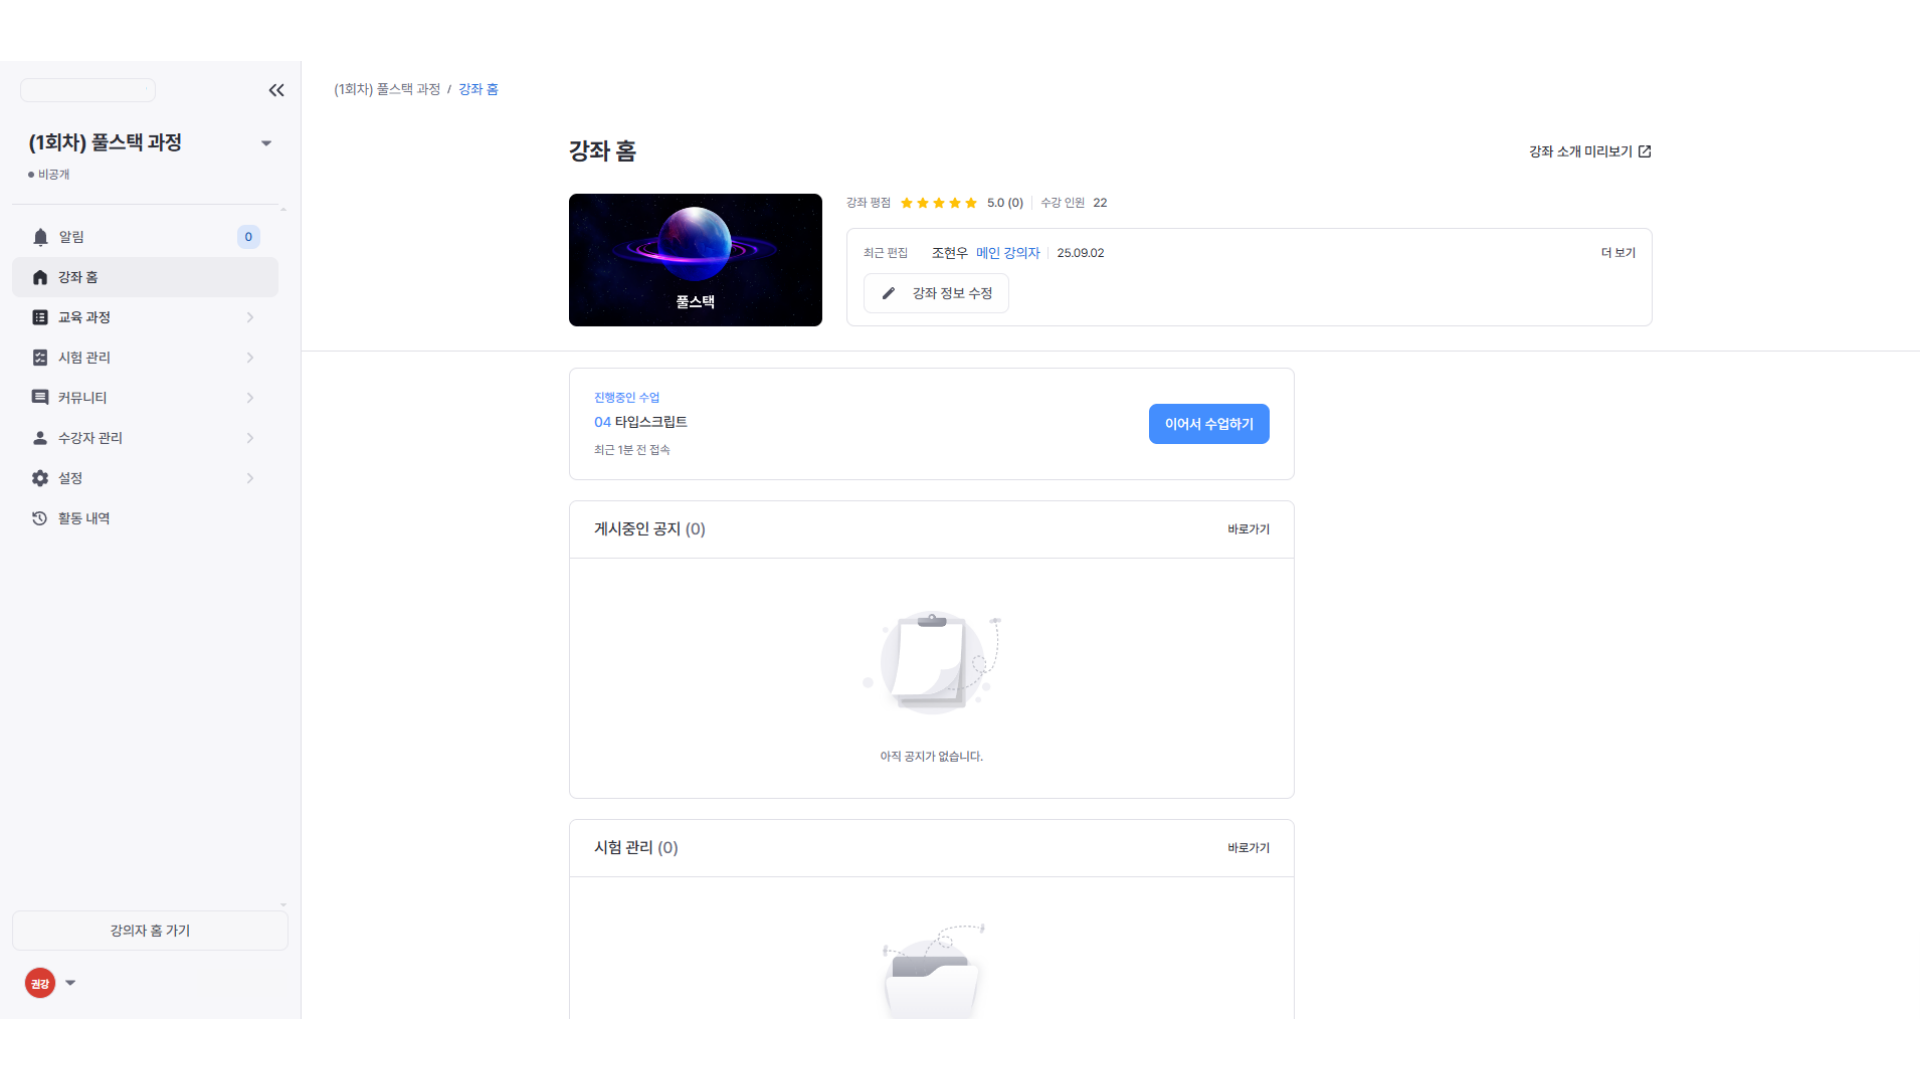 (1회차) 풀스택 과정
비공개
알림 0
강좌 홈
교육 과정
시험 관리
커뮤니티
수강자 관리
설정
활동 내역
강의자 홈 가기
권강
(1회차) 풀스택 과정 / 강좌 홈
강좌 홈
강좌 소개 미리보기
풀스택
강좌 평점 5.0 (0) 수강 인원 22
최근 편집 조현우 메인 강의자 25.09.02 더 보기
강좌 정보 수정
진행중인 수업
04 타입스크립트
최근 1분 전 접속
이어서 수업하기
게시중인 공지 (0) 바로가기
아직 공지가 없습니다.
시험 관리 (0) 바로가기